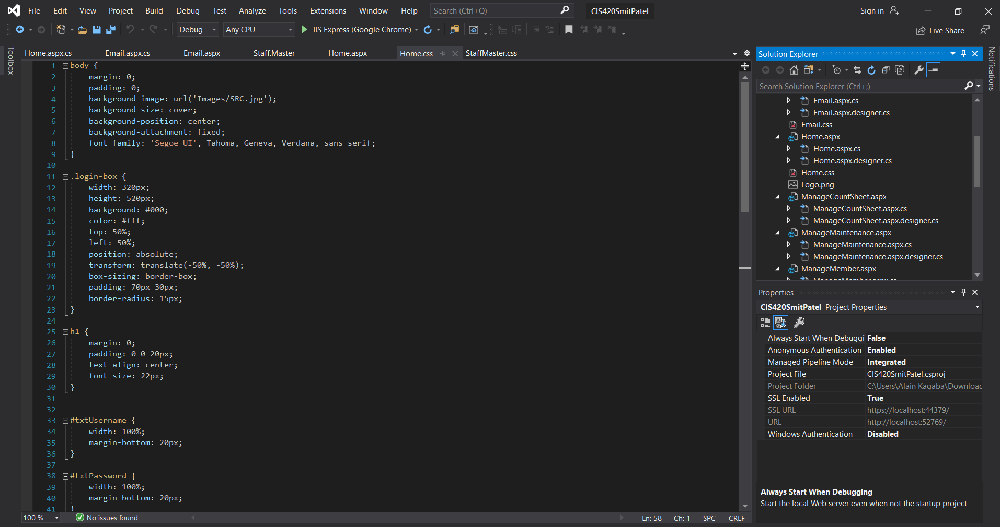 File Edit View Project Build Debug Test Analyze Tools Extensions Window Help Search (Ctrl+Q) CIS420SmitPatel Sign in
Debug Any CPU IIS Express (Google Chrome) Live Share
Toolbox
Home.aspx.cs Email.aspx.cs Email.aspx Staff.Master Home.aspx Home.css StaffMaster.css
1 body {
2 margin: 0;
3 padding: 0;
4 background-image: url('Images/SRC.jpg');
5 background-size: cover;
6 background-position: center;
7 background-attachment: fixed;
8 font-family: 'Segoe UI', Tahoma, Geneva, Verdana, sans-serif;
9 }
10
11 .login-box {
12 width: 320px;
13 height: 520px;
14 background: #000;
15 color: #fff;
16 top: 50%;
17 left: 50%;
18 position: absolute;
19 transform: translate(-50%, -50%);
20 box-sizing: border-box;
21 padding: 70px 30px;
22 border-radius: 15px;
23 }
24
25 h1 {
26 margin: 0;
27 padding: 0 0 20px;
28 text-align: center;
29 font-size: 22px;
30 }
31
32
33 #txtUsername {
34 width: 100%;
35 margin-bottom: 20px;
36 }
37
38 #txtPassword {
39 width: 100%;
40 margin-bottom: 20px;
41 }
100 % No issues found Ln: 58 Ch: 1 SPC CRLF
Solution Explorer
Search Solution Explorer (Ctrl+;)
Email.aspx.cs
Email.aspx.designer.cs
Email.css
Home.aspx
Home.aspx.cs
Home.aspx.designer.cs
Home.css
Logo.png
ManageCountSheet.aspx
ManageCountSheet.aspx.cs
ManageCountSheet.aspx.designer.cs
ManageMaintenance.aspx
ManageMaintenance.aspx.cs
ManageMaintenance.aspx.designer.cs
ManageMember.aspx
ManageMember.aspx.cs
Properties
CIS420SmitPatel Project Properties
Always Start When Debuggi False
Anonymous Authentication Enabled
Managed Pipeline Mode Integrated
Project File CIS420SmitPatel.csproj
Project Folder C:\Users\Alain Kagaba\Downloac
SSL Enabled True
SSL URL https://localhost:44379/
URL http://localhost:52769/
Windows Authentication Disabled
Always Start When Debugging
Start the local Web server even when not the startup project
Notifications